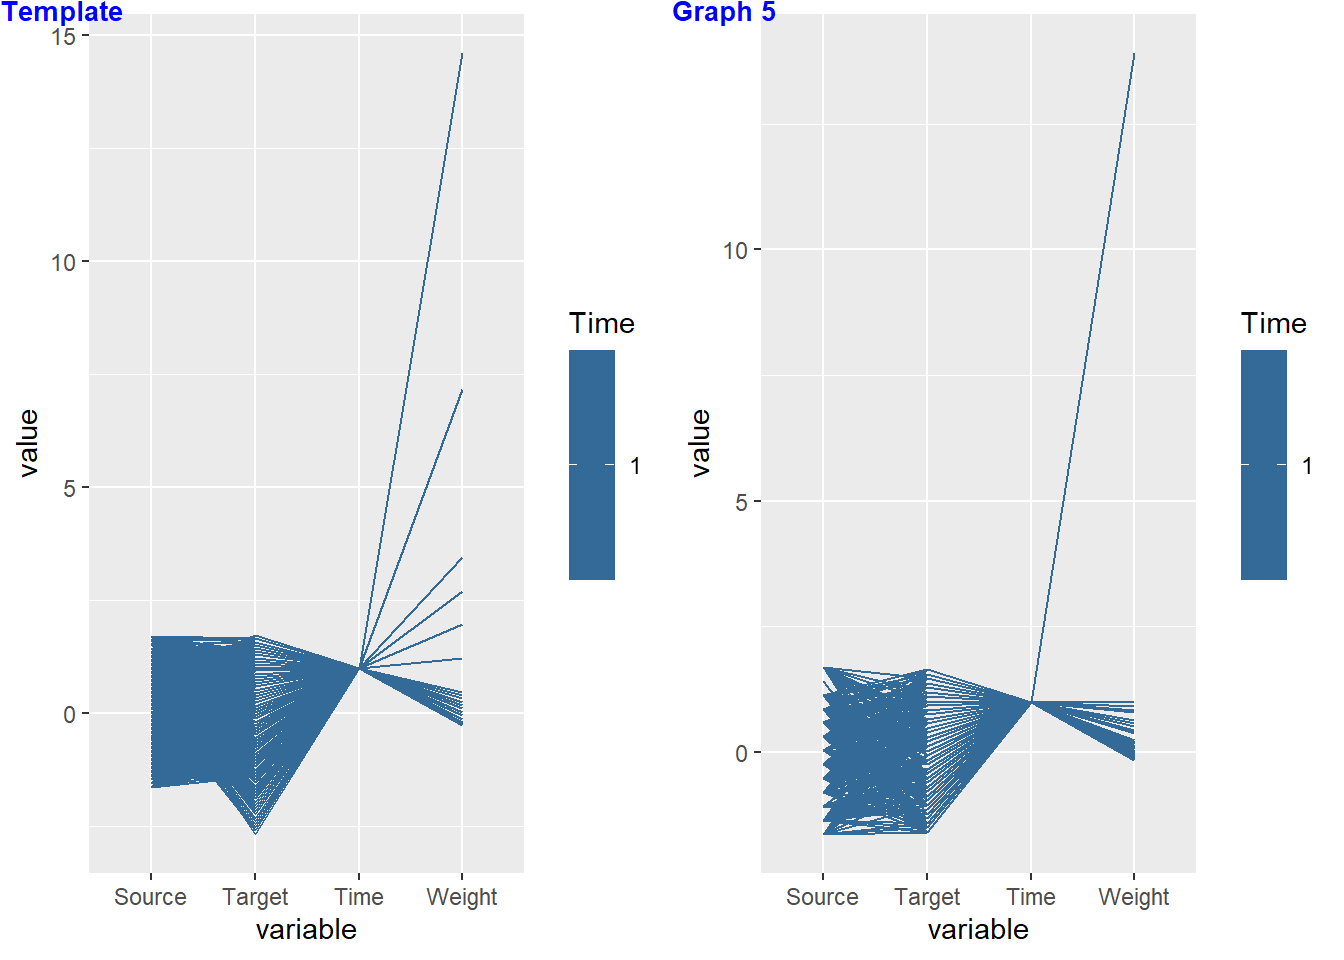 Template
15
10
5
0
value
Source Target Time Weight
variable
Time
1
Graph 5
10
5
0
value
Source Target Time Weight
variable
Time
1